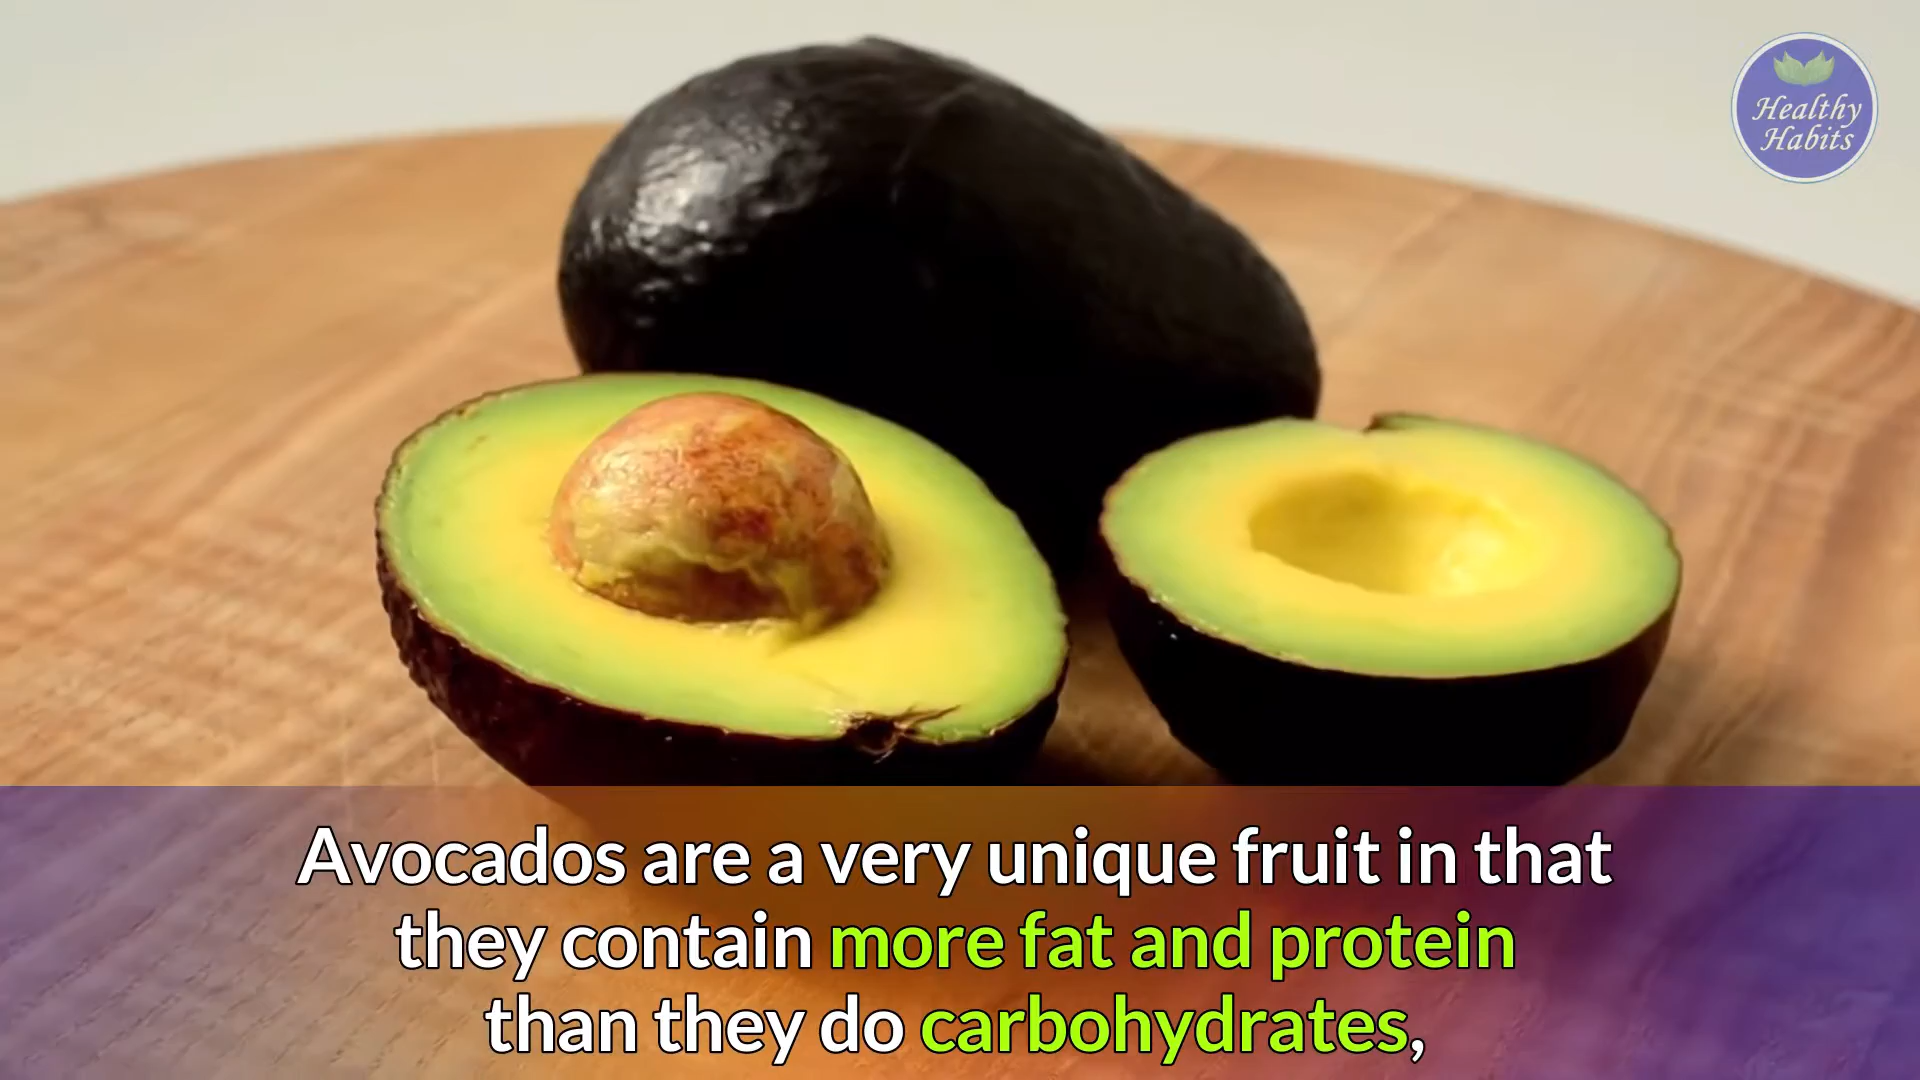 Healthy
Habits
Avocados are a very unique fruit in that
they contain more fat and protein
than they do carbohydrates,